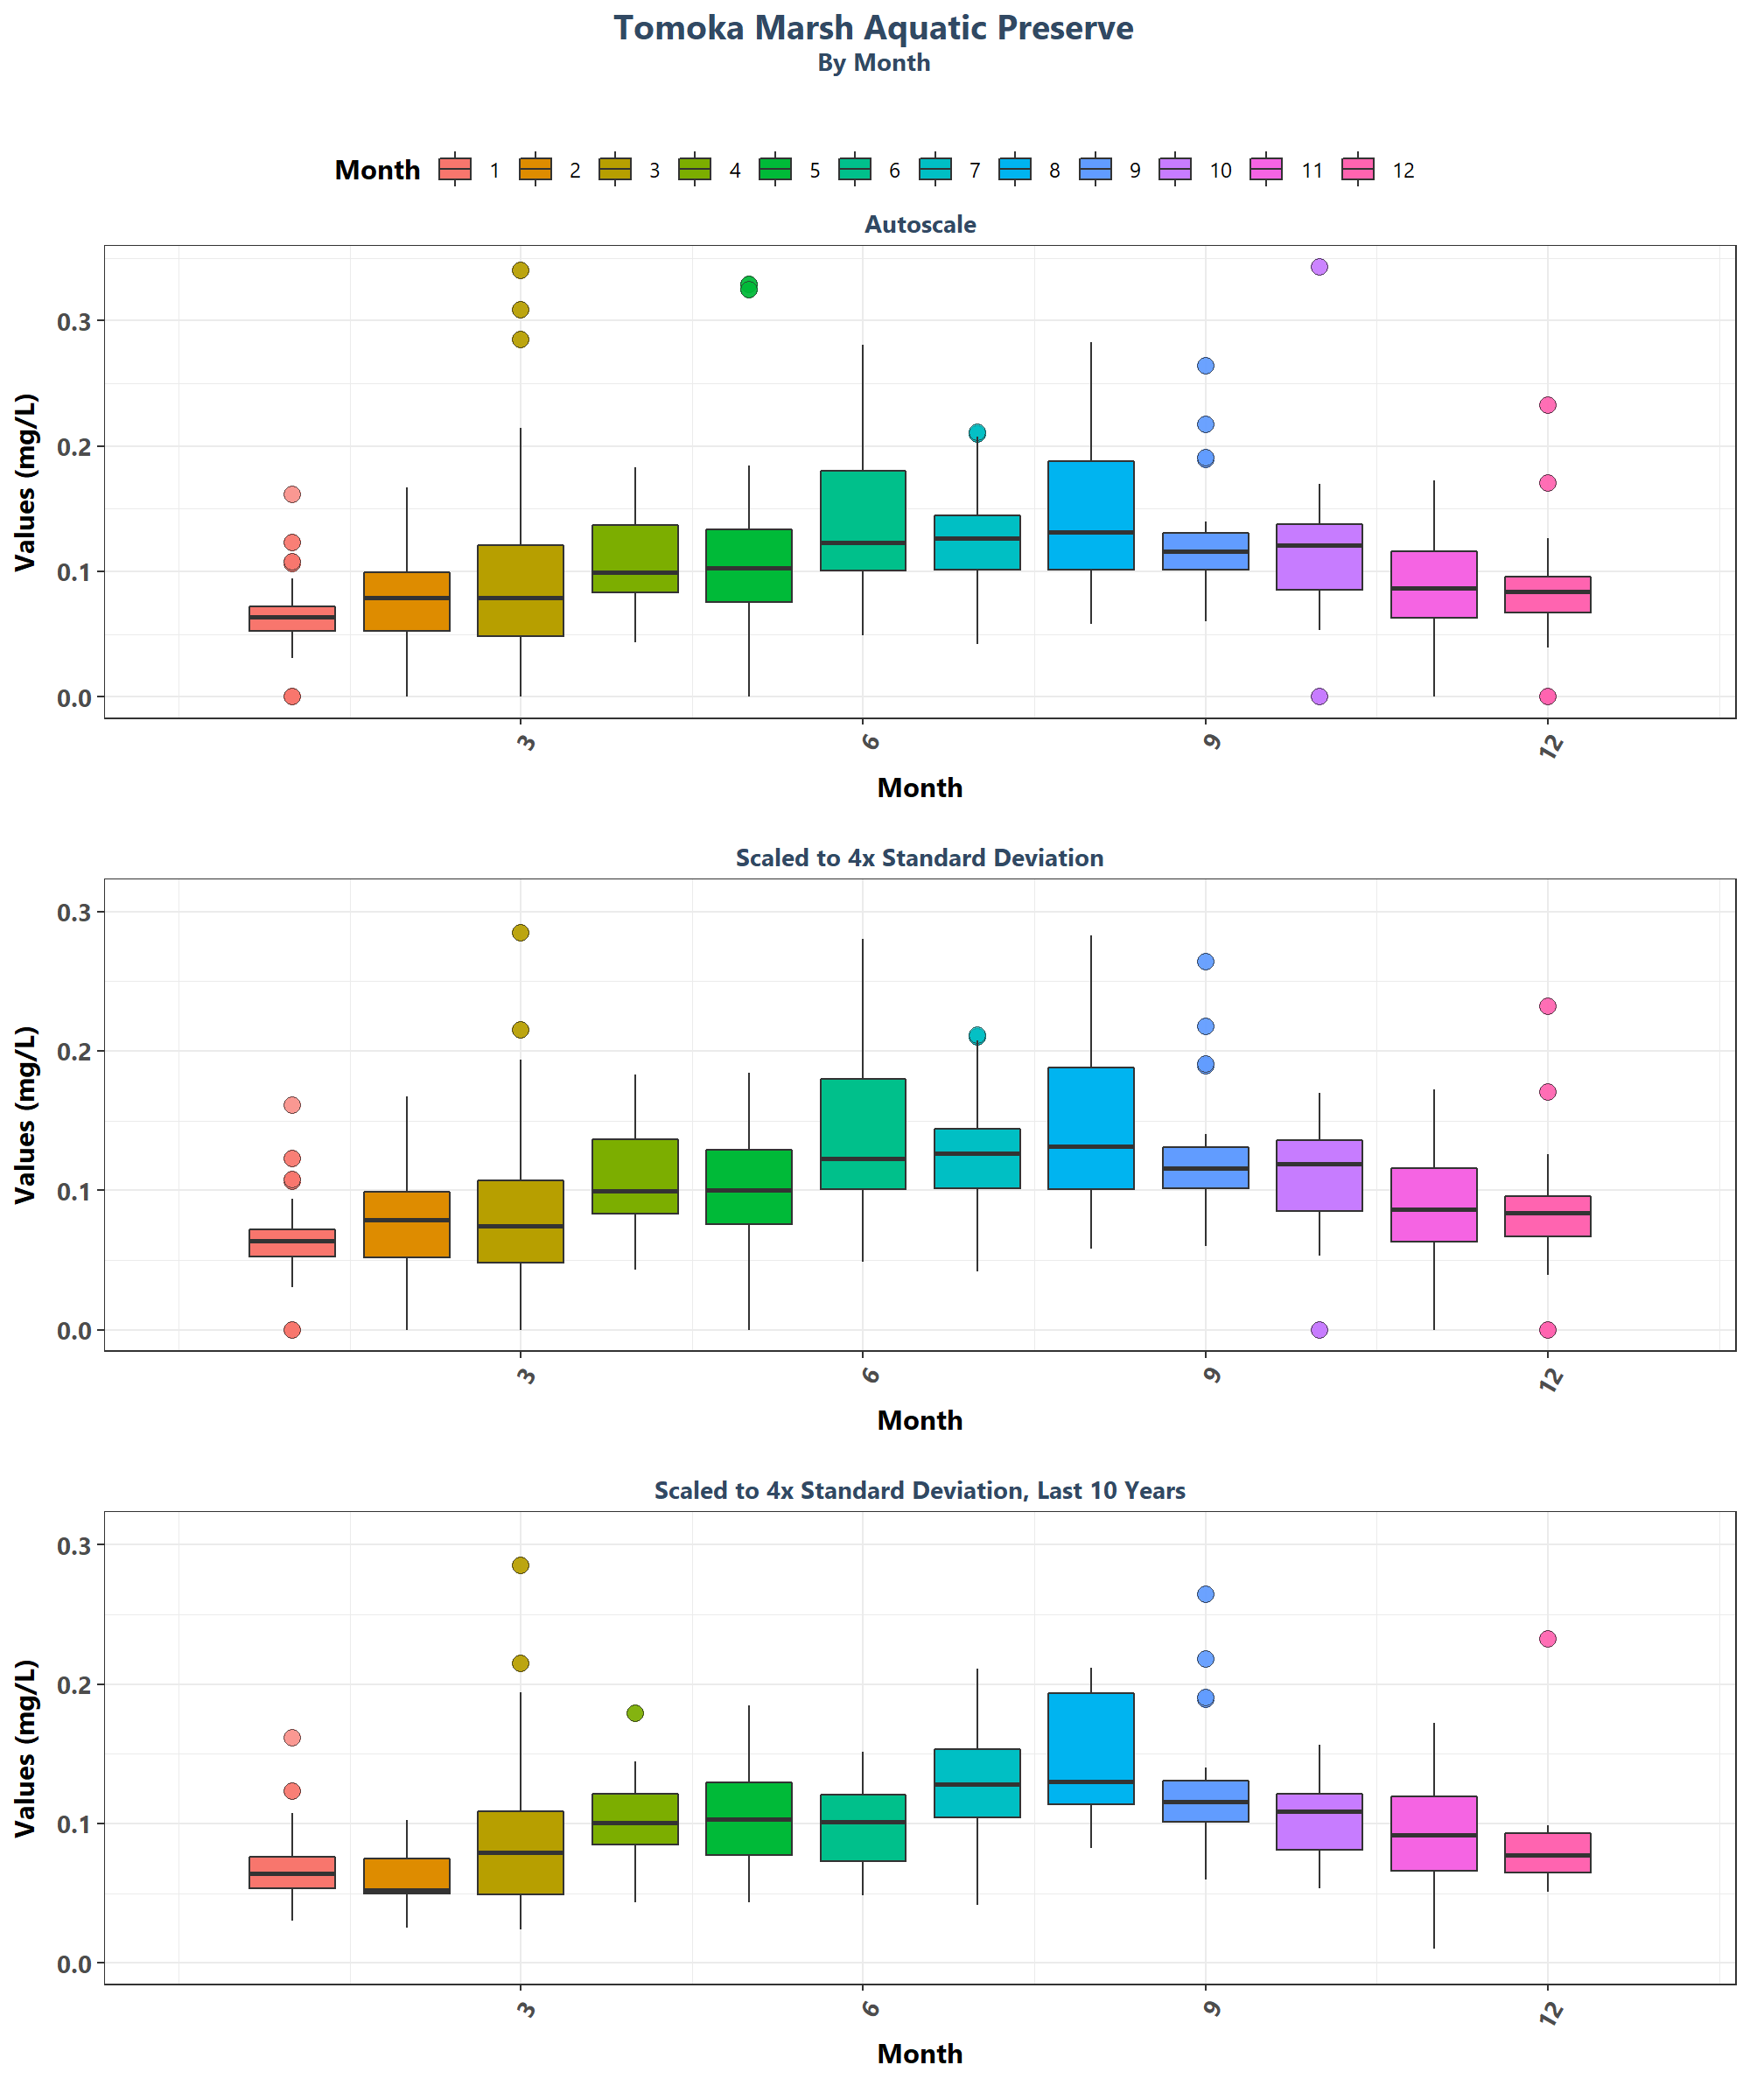 Tomoka Marsh Aquatic Preserve
By Month
Month 1 2 3 4 5 6 7 8 9 10 11 12
Autoscale
Values (mg/L)
0.3
0.2
0.1
0.0
3 6 9 12
Month
Scaled to 4x Standard Deviation
Values (mg/L)
0.3
0.2
0.1
0.0
3 6 9 12
Month
Scaled to 4x Standard Deviation, Last 10 Years
Values (mg/L)
0.3
0.2
0.1
0.0
3 6 9 12
Month